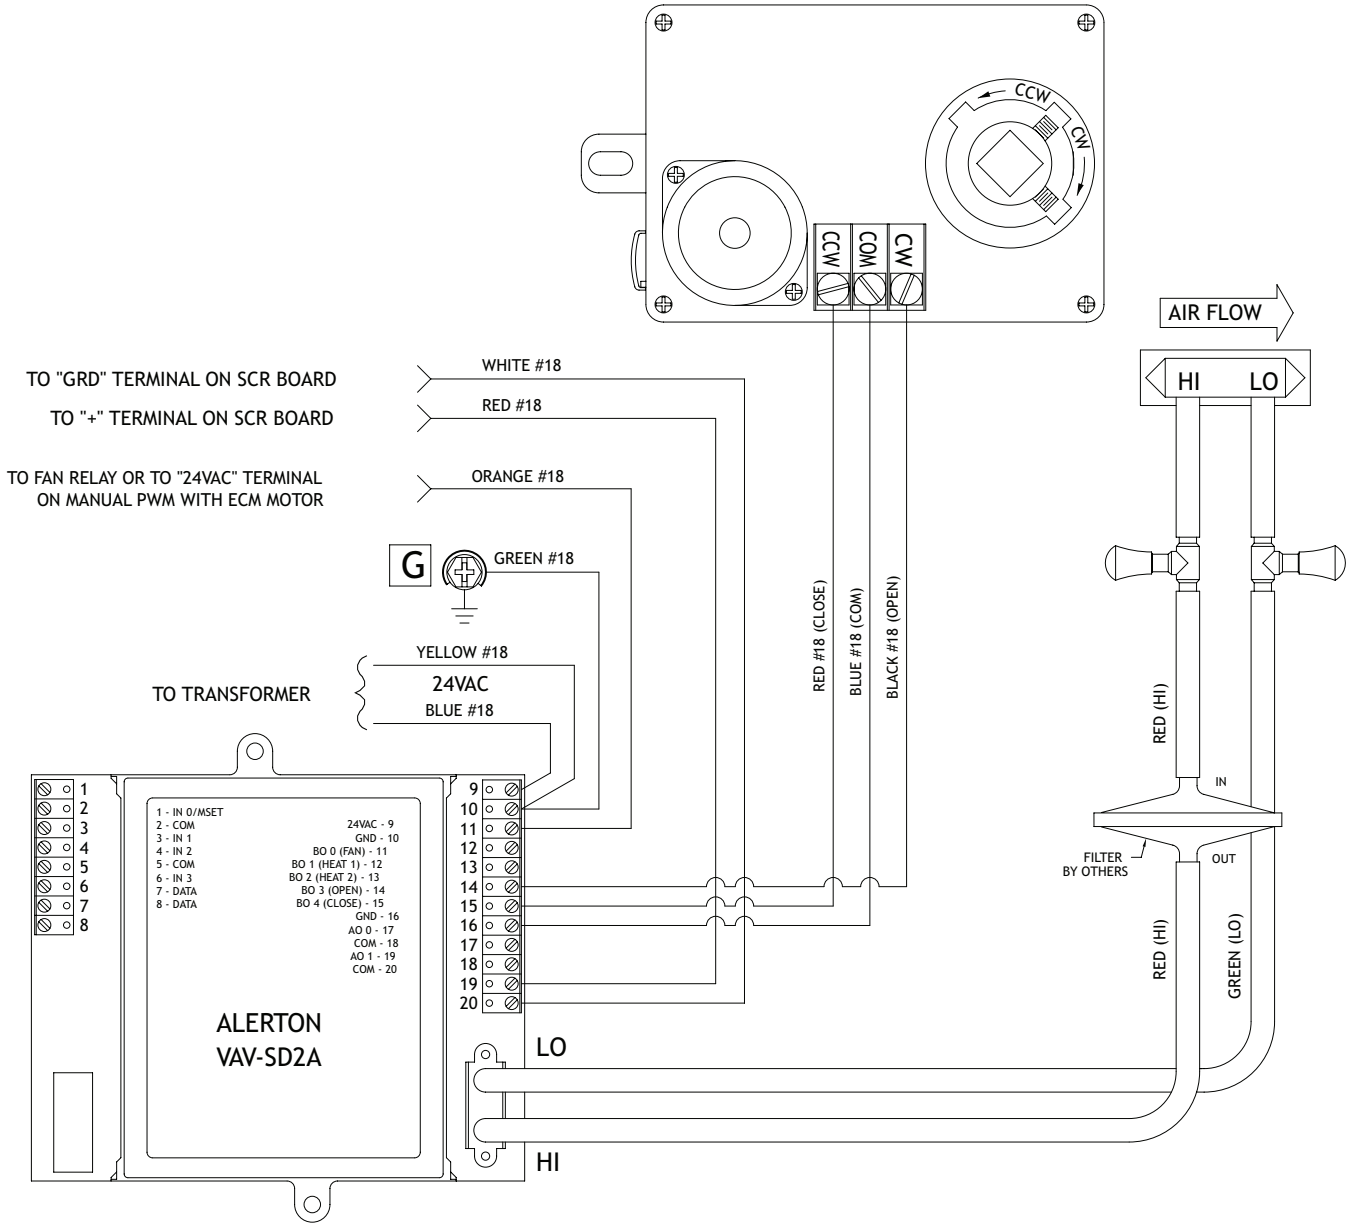 CCW
CW
CCW
COM
CW
AIR FLOW
HI LO
WHITE #18
TO "GRD" TERMINAL ON SCR BOARD
RED #18
TO "+" TERMINAL ON SCR BOARD
ORANGE #18
TO FAN RELAY OR TO "24VAC" TERMINAL
ON MANUAL PWM WITH ECM MOTOR
G
GREEN #18
YELLOW #18
24VAC
BLUE #18
TO TRANSFORMER
RED #18 (CLOSE)
BLUE #18 (COM)
BLACK #18 (OPEN)
RED (HI)
IN
FILTER
BY OTHERS
OUT
RED (HI)
GREEN (LO)
1
2
3
4
5
6
7
8
1 - IN 0/MSET
2 - COM
3 - IN 1
4 - IN 2
5 - COM
6 - IN 3
7 - DATA
8 - DATA
24VAC - 9
GND - 10
BO 0 (FAN) - 11
BO 1 (HEAT 1) - 12
BO 2 (HEAT 2) - 13
BO 3 (OPEN) - 14
BO 4 (CLOSE) - 15
GND - 16
AO 0 - 17
COM - 18
AO 1 - 19
COM - 20
9
10
11
12
13
14
15
16
17
18
19
20
ALERTON
VAV-SD2A
LO
HI